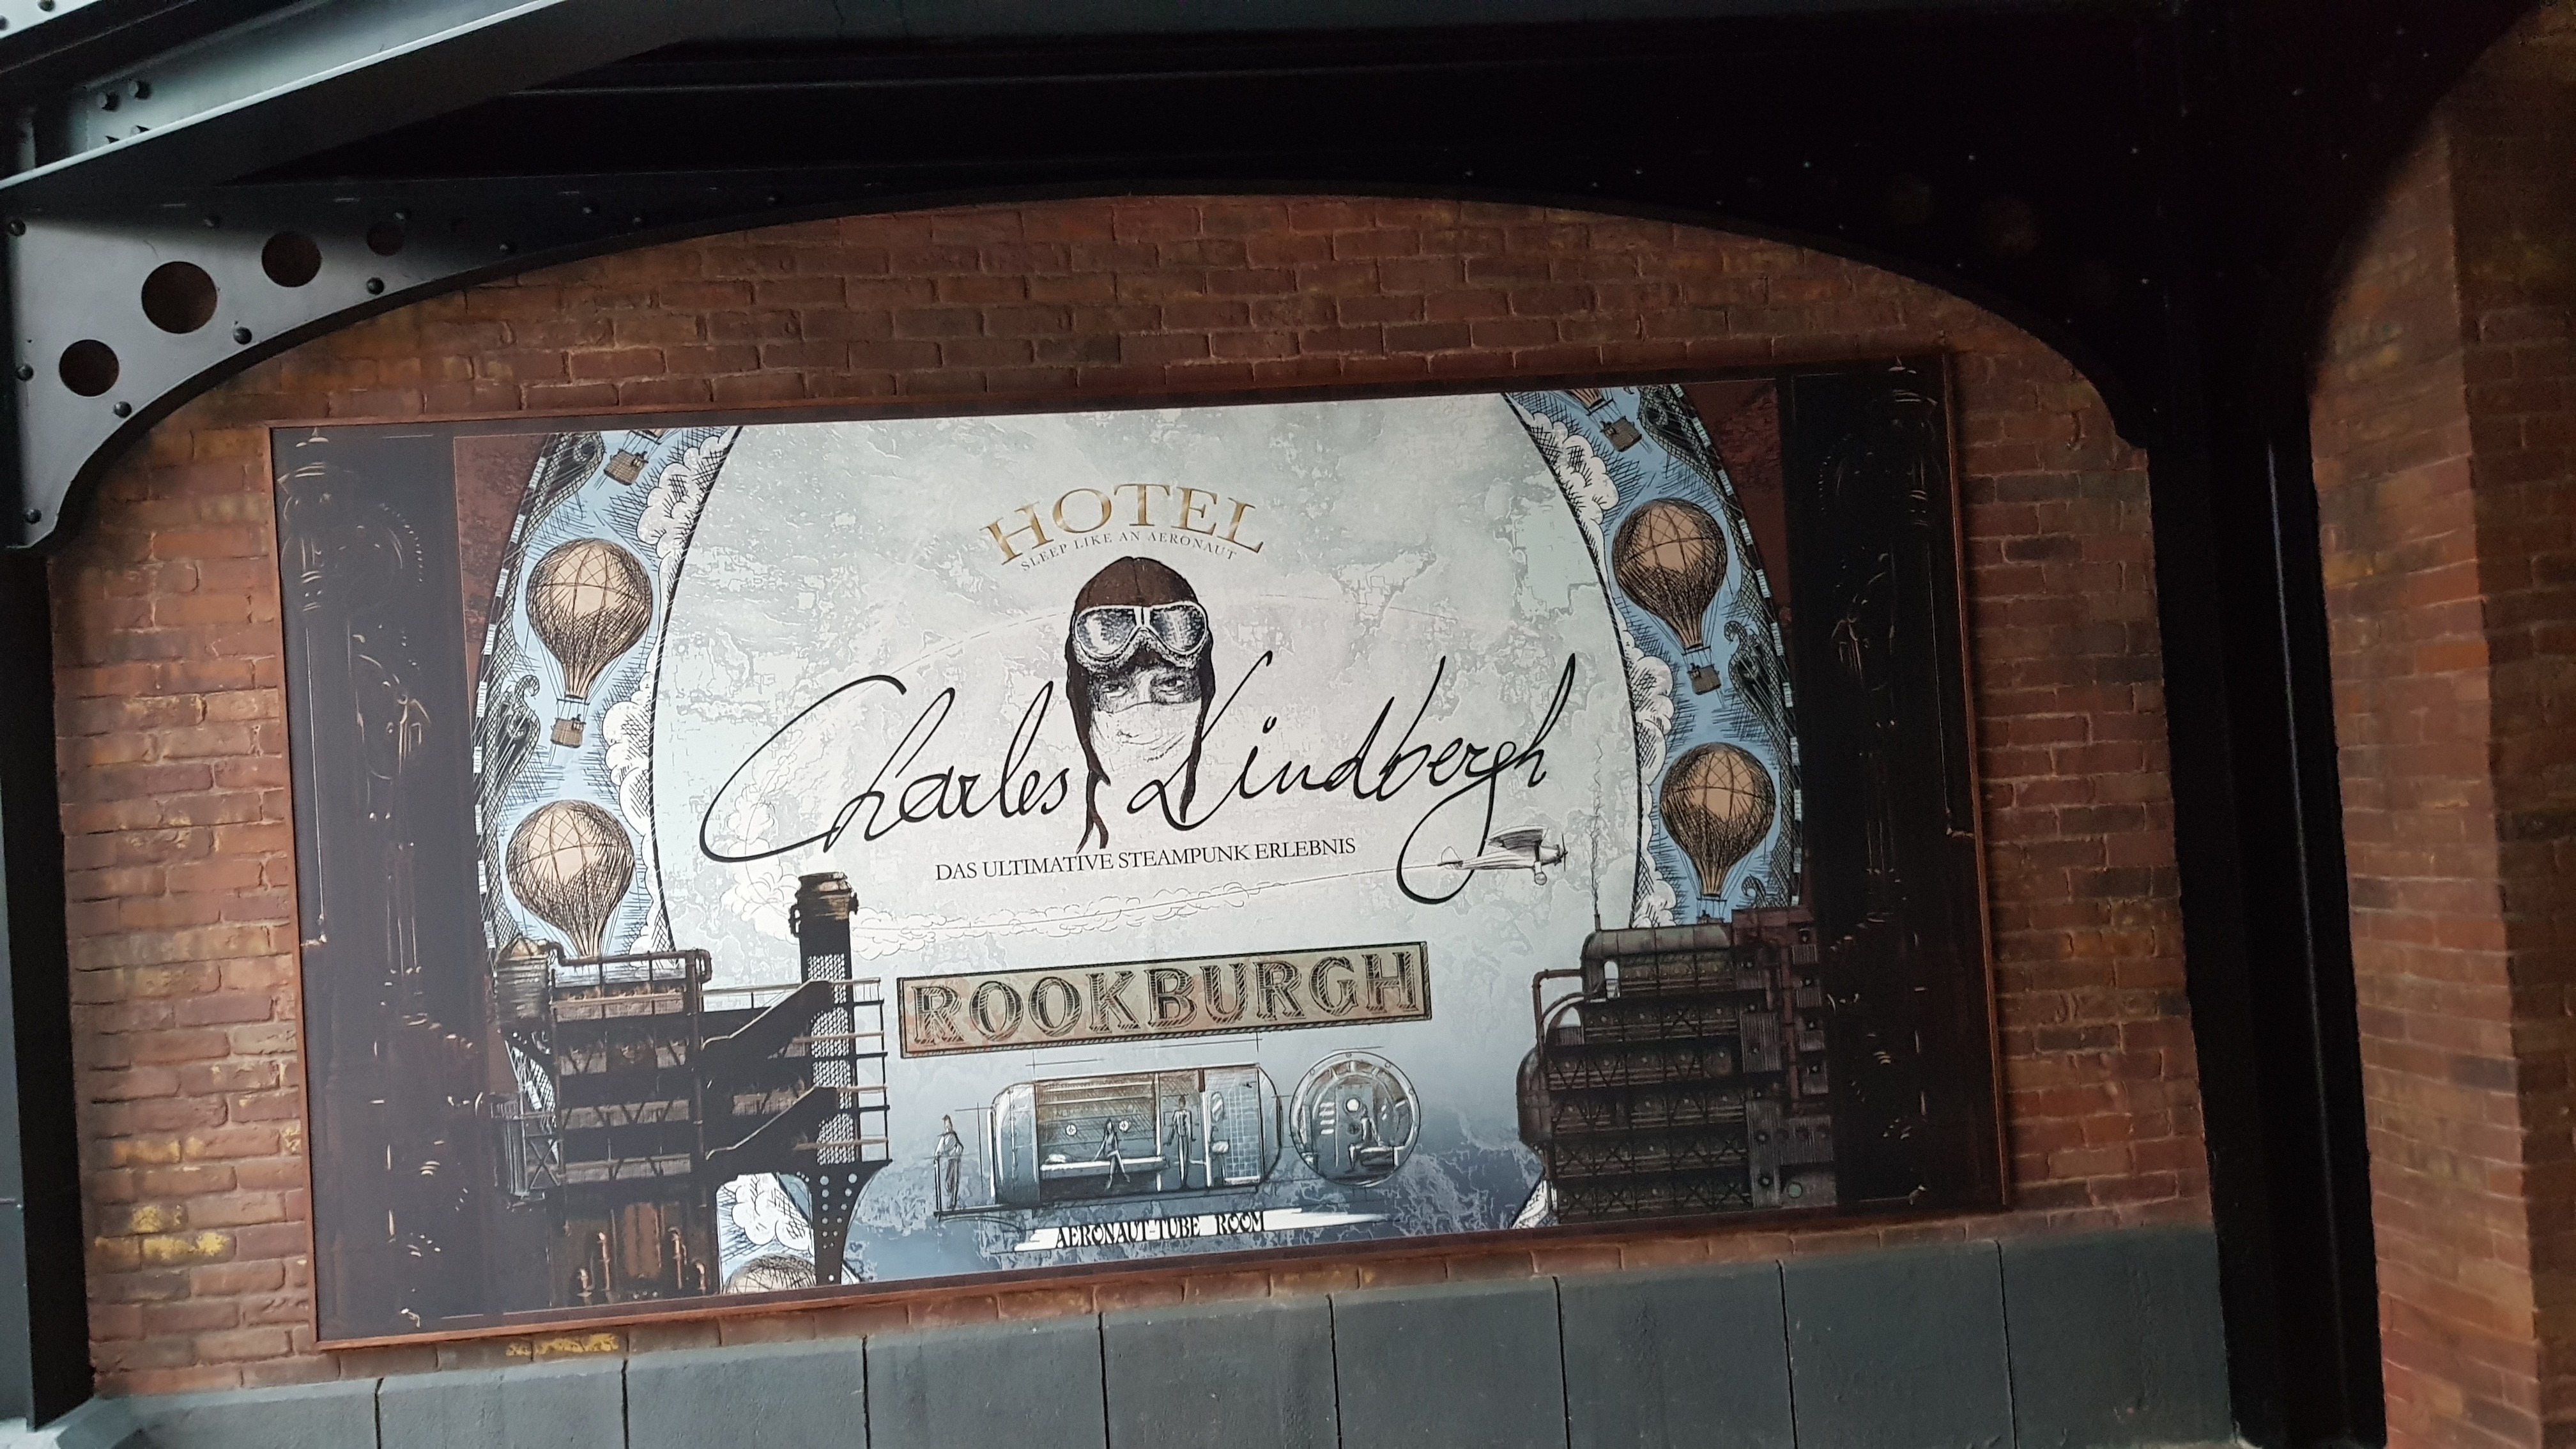 HOTEL
SLEEP LIKE AN AERONAUT
Charles Lindbergh
DAS ULTIMATIVE STEAMPUNK ERLEBNIS
ROOKBURGH
AERONAUT-TUBE ROOM